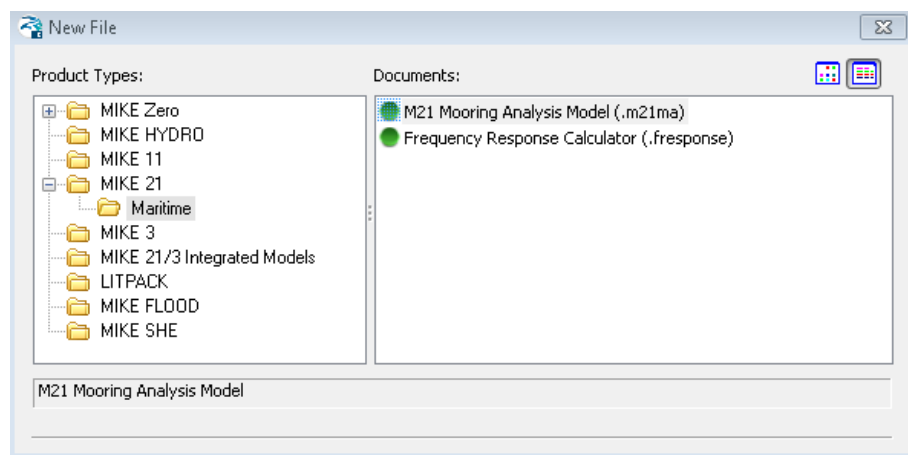 New File
Product Types:
Documents:
MIKE Zero
MIKE HYDRO
MIKE 11
MIKE 21
Maritime
MIKE 3
MIKE 21/3 Integrated Models
LITPACK
MIKE FLOOD
MIKE SHE
M21 Mooring Analysis Model (.m21ma)
Frequency Response Calculator (.fresponse)
M21 Mooring Analysis Model